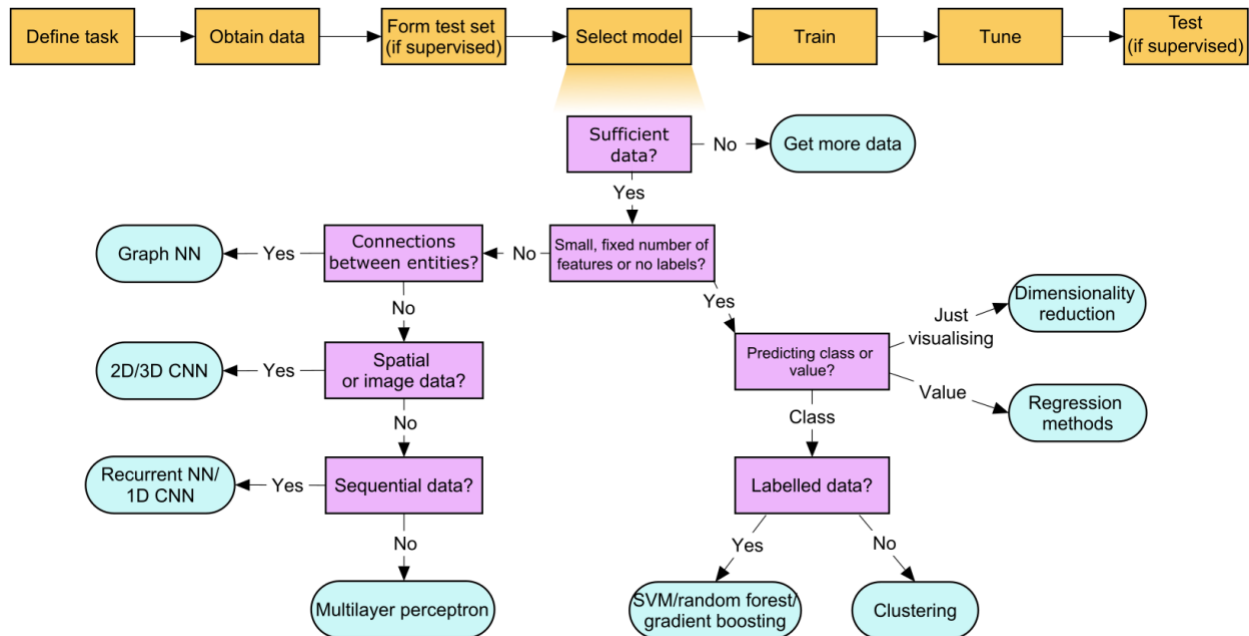 Define task
Obtain data
Form test set
(if supervised)
Select model
Train
Tune
Test
(if supervised)
Sufficient
data?
No
Get more data
Yes
Small, fixed number of
features or no labels?
No
Connections
between entities?
Yes
Graph NN
Yes
No
Dimensionality
reduction
Just
visualising
Predicting class or
value?
Spatial
or image data?
Yes
2D/3D CNN
Value
Regression
methods
Class
No
Recurrent NN/
1D CNN
Yes
Sequential data?
Labelled data?
No
Yes
No
Multilayer perceptron
SVM/random forest/
gradient boosting
Clustering